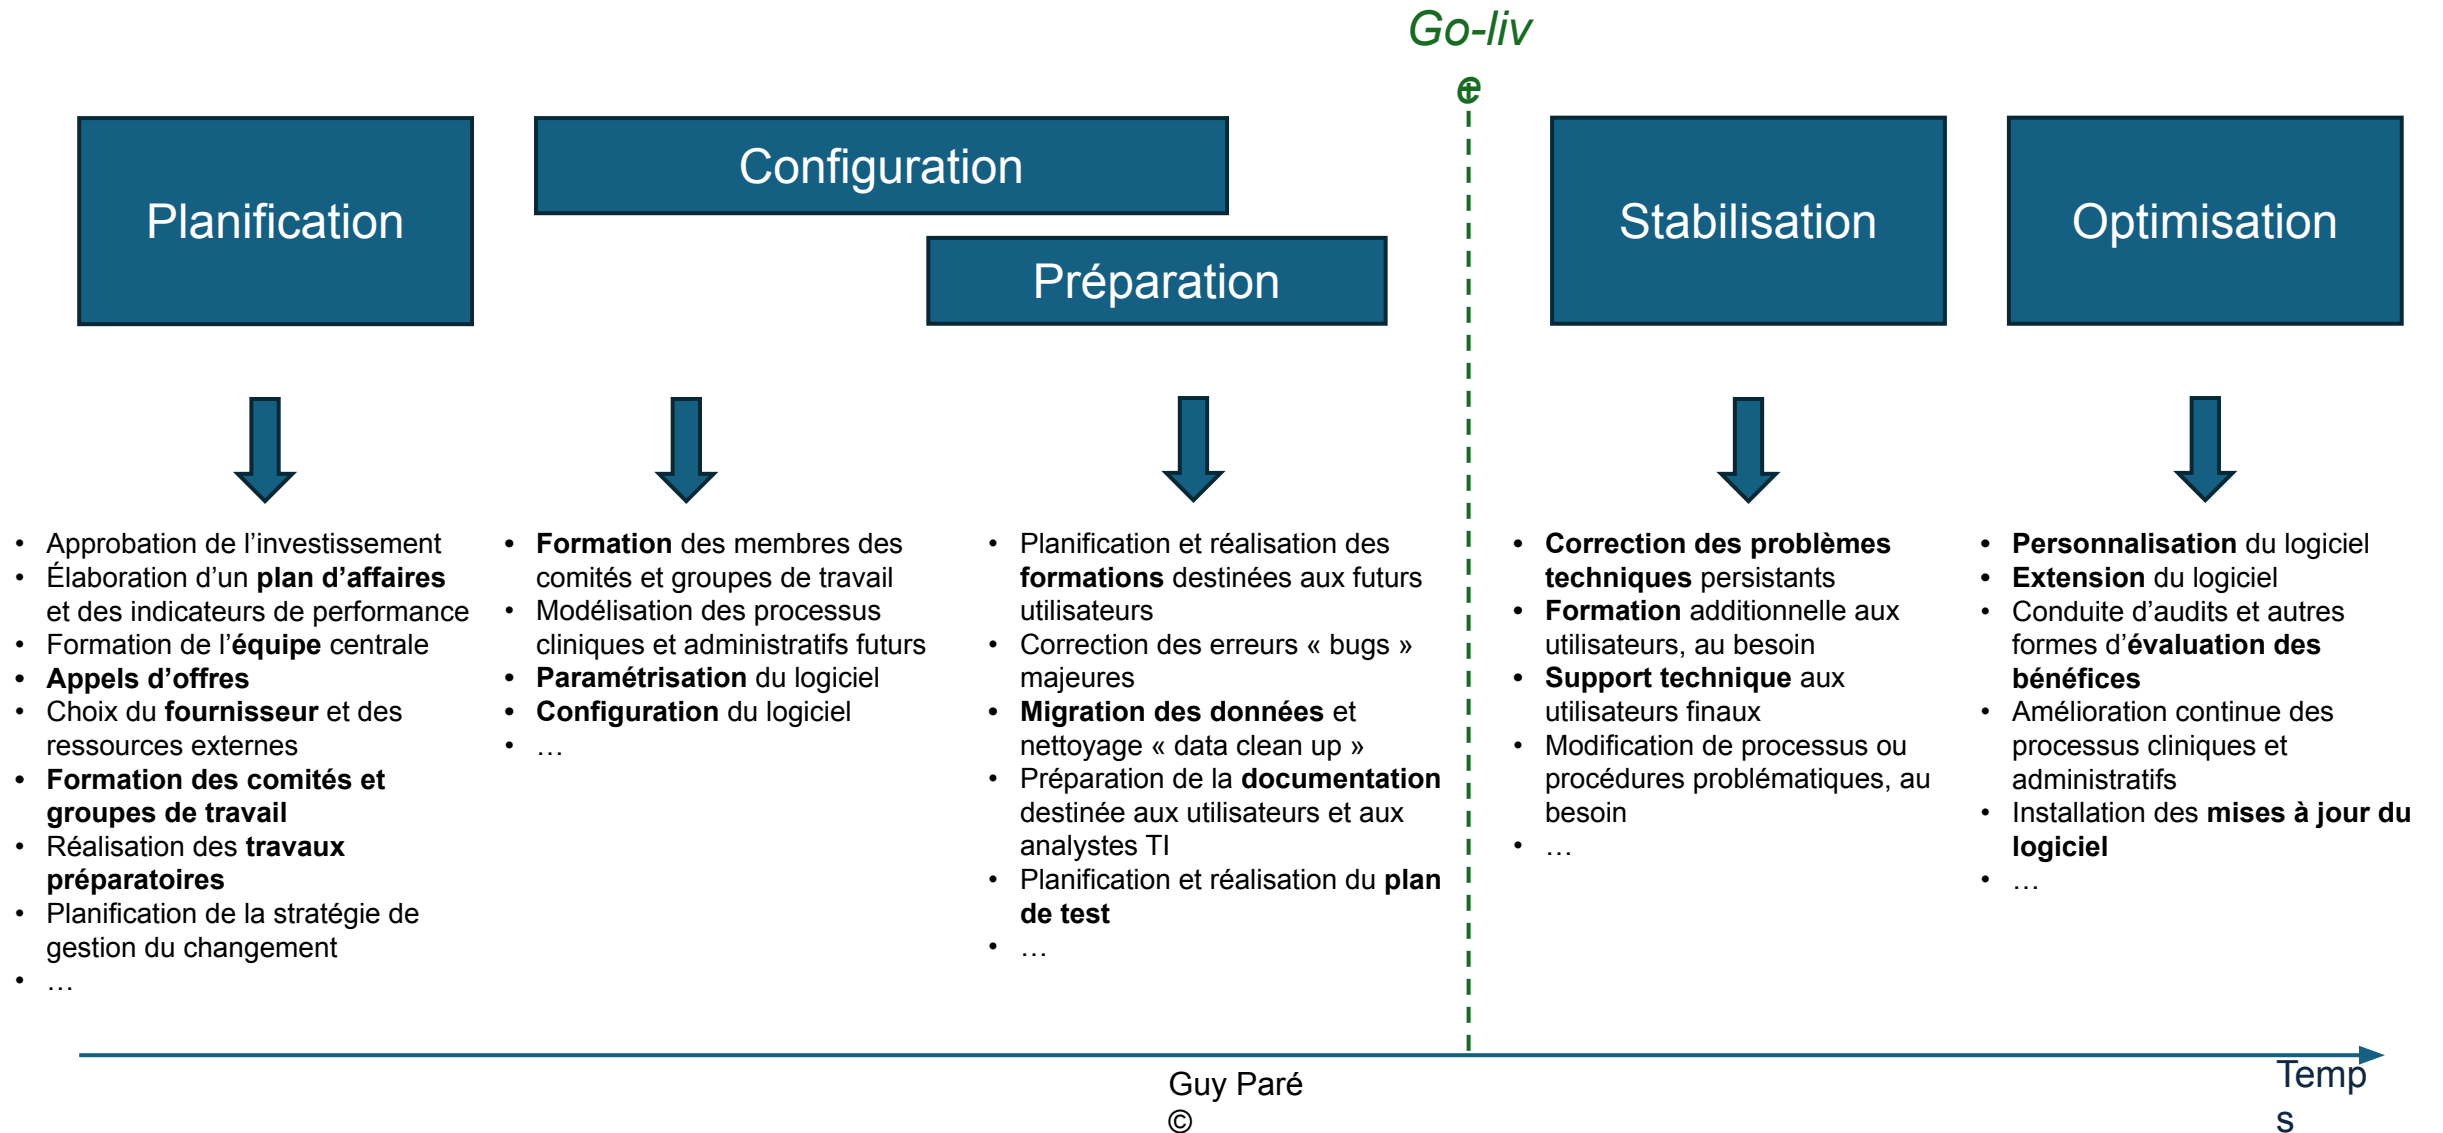 Go-liv
e
Planification
Configuration
Préparation
Stabilisation
Optimisation
• Approbation de l’investissement
• Élaboration d’un plan d’affaires
et des indicateurs de performance
• Formation de l’équipe centrale
• Appels d’offres
• Choix du fournisseur et des
ressources externes
• Formation des comités et
groupes de travail
• Réalisation des travaux
préparatoires
• Planification de la stratégie de
gestion du changement
• …
• Formation des membres des
comités et groupes de travail
• Modélisation des processus
cliniques et administratifs futurs
• Paramétrisation du logiciel
• Configuration du logiciel
• …
• Planification et réalisation des
formations destinées aux futurs
utilisateurs
• Correction des erreurs « bugs »
majeures
• Migration des données et
nettoyage « data clean up »
• Préparation de la documentation
destinée aux utilisateurs et aux
analystes TI
• Planification et réalisation du plan
de test
• …
• Correction des problèmes
techniques persistants
• Formation additionnelle aux
utilisateurs, au besoin
• Support technique aux
utilisateurs finaux
• Modification de processus ou
procédures problématiques, au
besoin
• …
• Personnalisation du logiciel
• Extension du logiciel
• Conduite d’audits et autres
formes d’évaluation des
bénéfices
• Amélioration continue des
processus cliniques et
administratifs
• Installation des mises à jour du
logiciel
• …
Guy Paré
©
Temp
s